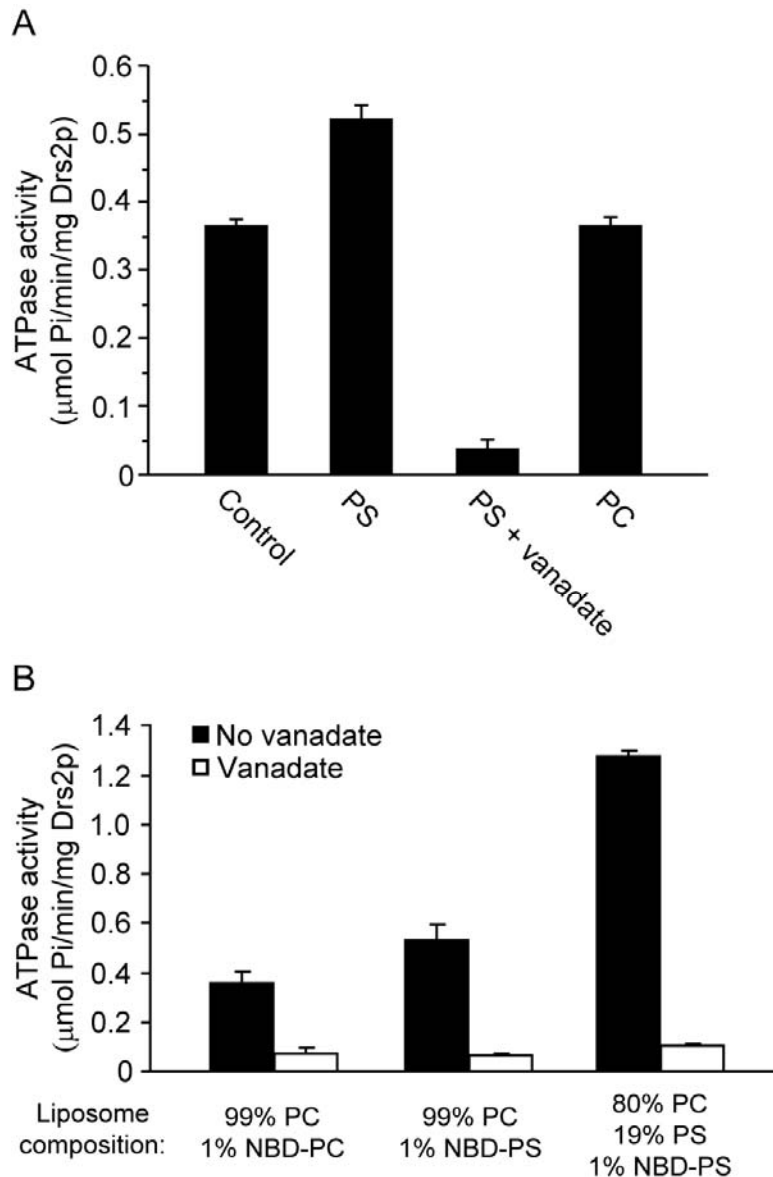 A
ATPase activity
(μmol Pi/min/mg Drs2p)
0.6
0.5
0.4
0.3
0.2
0.1
0
Control
PS
PS + vanadate
PC
B
ATPase activity
(μmol Pi/min/mg Drs2p)
1.4
1.2
1.0
0.8
0.6
0.4
0.2
0
No vanadate
Vanadate
Liposome
composition:
99% PC
1% NBD-PC
99% PC
1% NBD-PS
80% PC
19% PS
1% NBD-PS